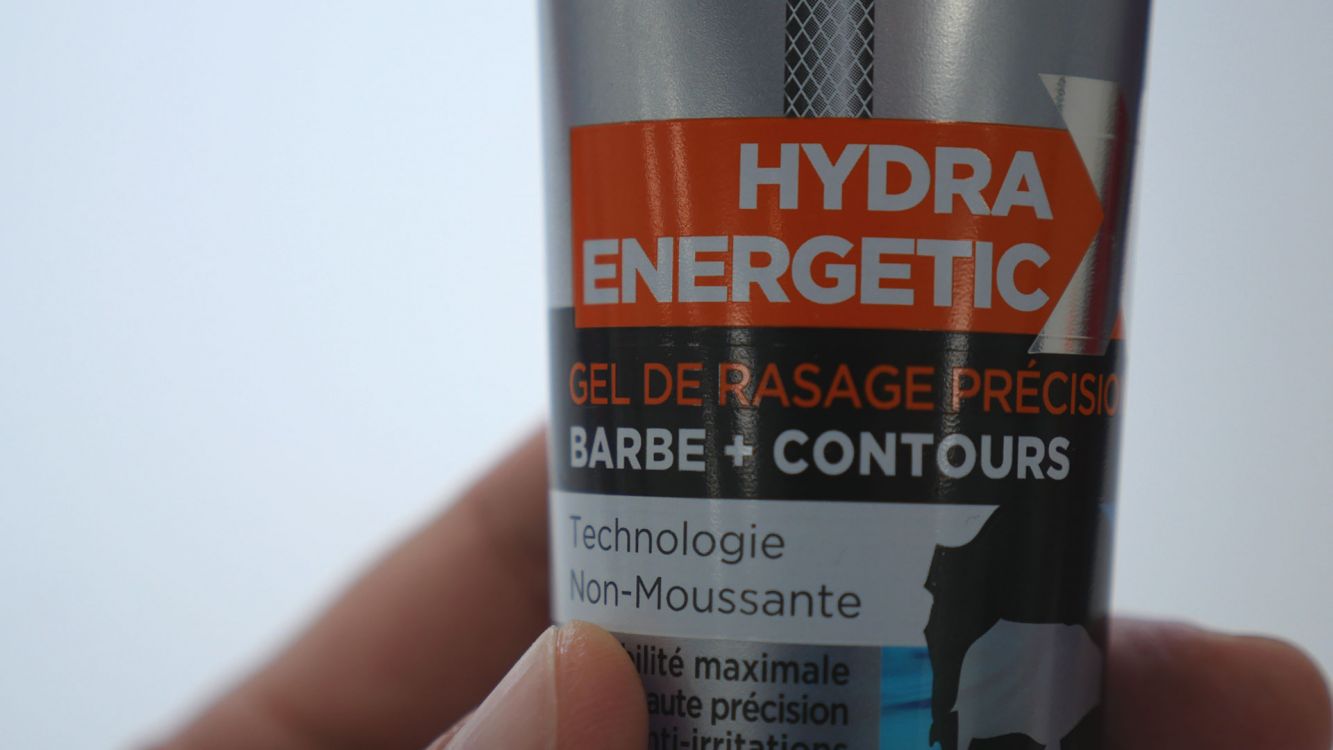 HYDRA
ENERGETIC
GEL DE RASAGE PRÉCISIO
BARBE + CONTOURS
Technologie
Non-Moussante
maximale
précision